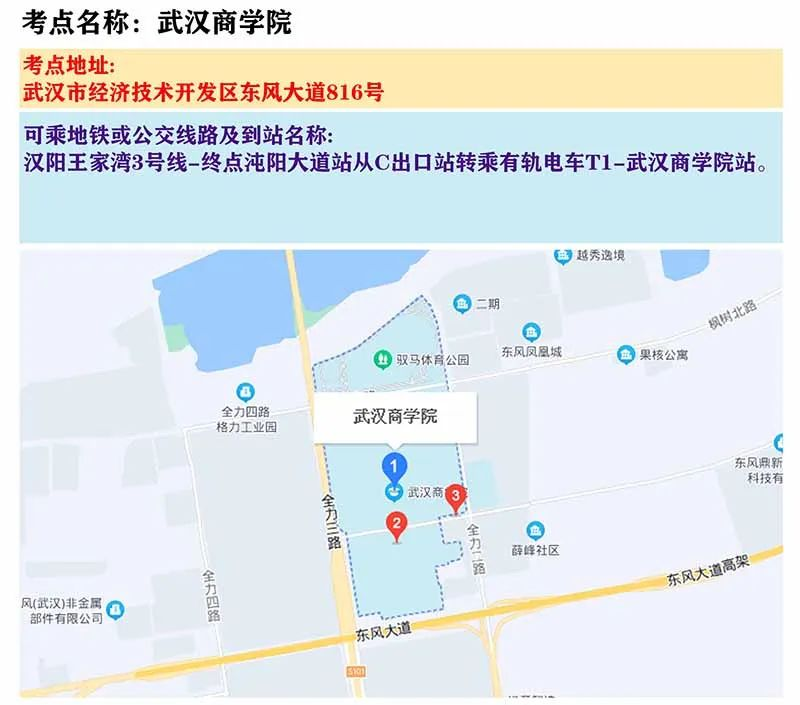 考点名称：武汉商学院
考点地址:
武汉市经济技术开发区东风大道816号
可乘地铁或公交线路及到站名称:
汉阳王家湾3号线-终点沌阳大道站从C出口站转乘有轨电车T1-武汉商学院站。
越秀逸境
二期
枫树北路
东风凤凰城
果核公寓
驭马体育公园
全力四路
格力工业园
武汉商学院
1
武汉商
3
2
东风鼎新
科技有
全力三路
全力二路
薛峰社区
东风大道高架
全力四路
风(武汉)非金属
部件有限公司
东风大道
S101